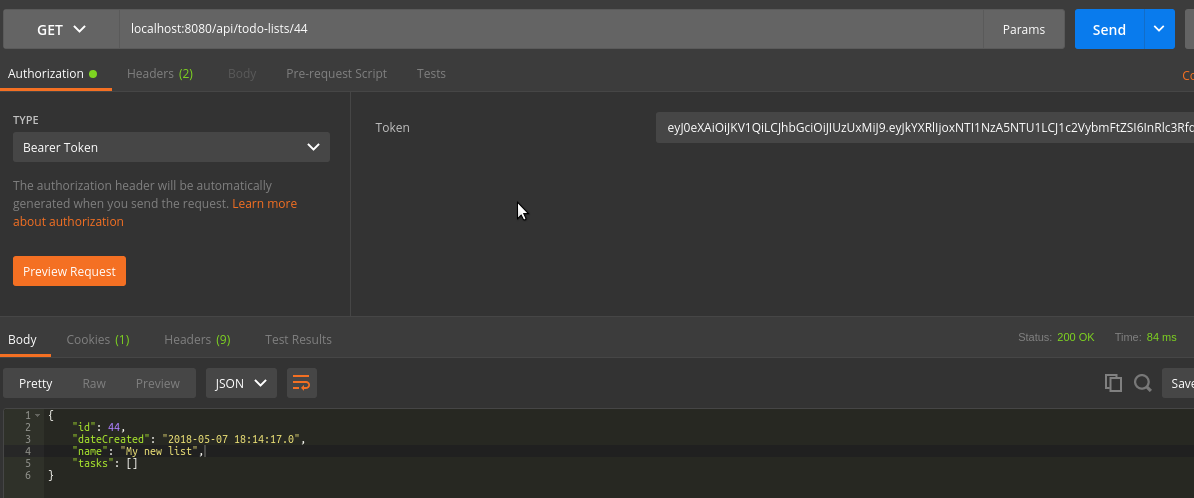 GET localhost:8080/api/todo-lists/44 Params Send
Authorization Headers (2) Body Pre-request Script Tests
TYPE
Bearer Token
Token
The authorization header will be automatically
generated when you send the request. Learn more
about authorization
Preview Request
Body Cookies (1) Headers (9) Test Results Status: 200 OK Time: 84 ms
Pretty Raw Preview JSON Save
1 {
2 "id": 44,
3 "dateCreated": "2018-05-07 18:14:17.0",
4 "name": "My new list",
5 "tasks": []
6 }